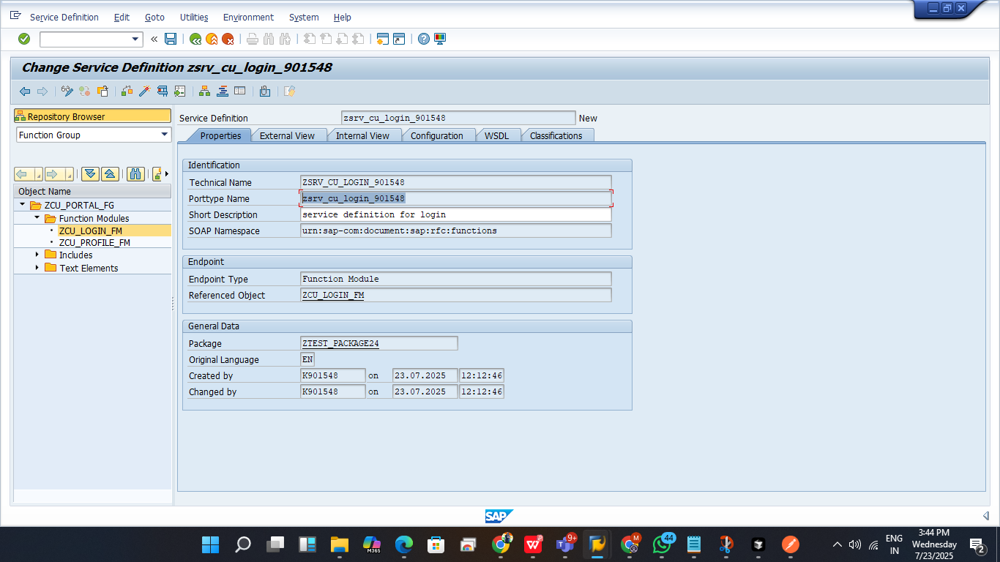 Service Definition Edit Goto Utilities Environment System Help
Change Service Definition zsrv_cu_login_901548
Repository Browser
Function Group
Object Name
ZCU_PORTAL_FG
Function Modules
ZCU_LOGIN_FM
ZCU_PROFILE_FM
Includes
Text Elements
Service Definition zsrv_cu_login_901548 New
Properties External View Internal View Configuration WSDL Classifications
Identification
Technical Name ZSRV_CU_LOGIN_901548
Porttype Name zsrv_cu_login_901548
Short Description service definition for login
SOAP Namespace urn:sap-com:document:sap:rfc:functions
Endpoint
Endpoint Type Function Module
Referenced Object ZCU_LOGIN_FM
General Data
Package ZTEST_PACKAGE24
Original Language EN
Created by K901548 on 23.07.2025 12:12:46
Changed by K901548 on 23.07.2025 12:12:46
SAP
M365
9+
M
44
ENG
IN
3:44 PM
Wednesday
7/23/2025
2